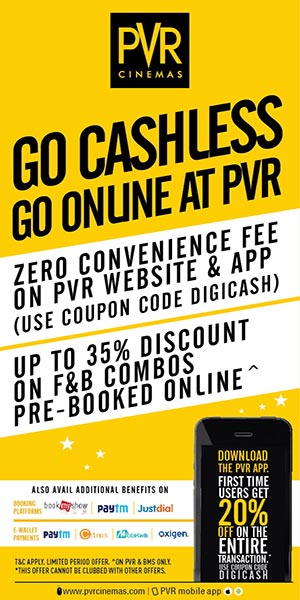 PVR
CINEMAS
GO CASHLESS
GO ONLINE AT PVR
ZERO CONVENIENCE FEE
ON PVR WEBSITE & APP
(USE COUPON CODE DIGICASH)
UP TO 35% DISCOUNT
ON F&B COMBOS
PRE-BOOKED ONLINE^
DOWNLOAD
THE PVR APP.
FIRST TIME
USERS GET
20%
OFF ON THE
ENTIRE
TRANSACTION.*
USE COUPON CODE
DIGICASH
ALSO AVAIL ADDITIONAL BENEFITS ON
BOOKING
PLATFORMS
bookmyshow
Paytm
Justdial
E-WALLET
PAYMENTS
Paytm
Citrus
MobiKwik
oxigen.
T&C APPLY. LIMITED PERIOD OFFER. ^ON PVR & BMS ONLY.
*THIS OFFER CANNOT BE CLUBBED WITH OTHER OFFERS.
www.pvrcinemas.com | PVR mobile app